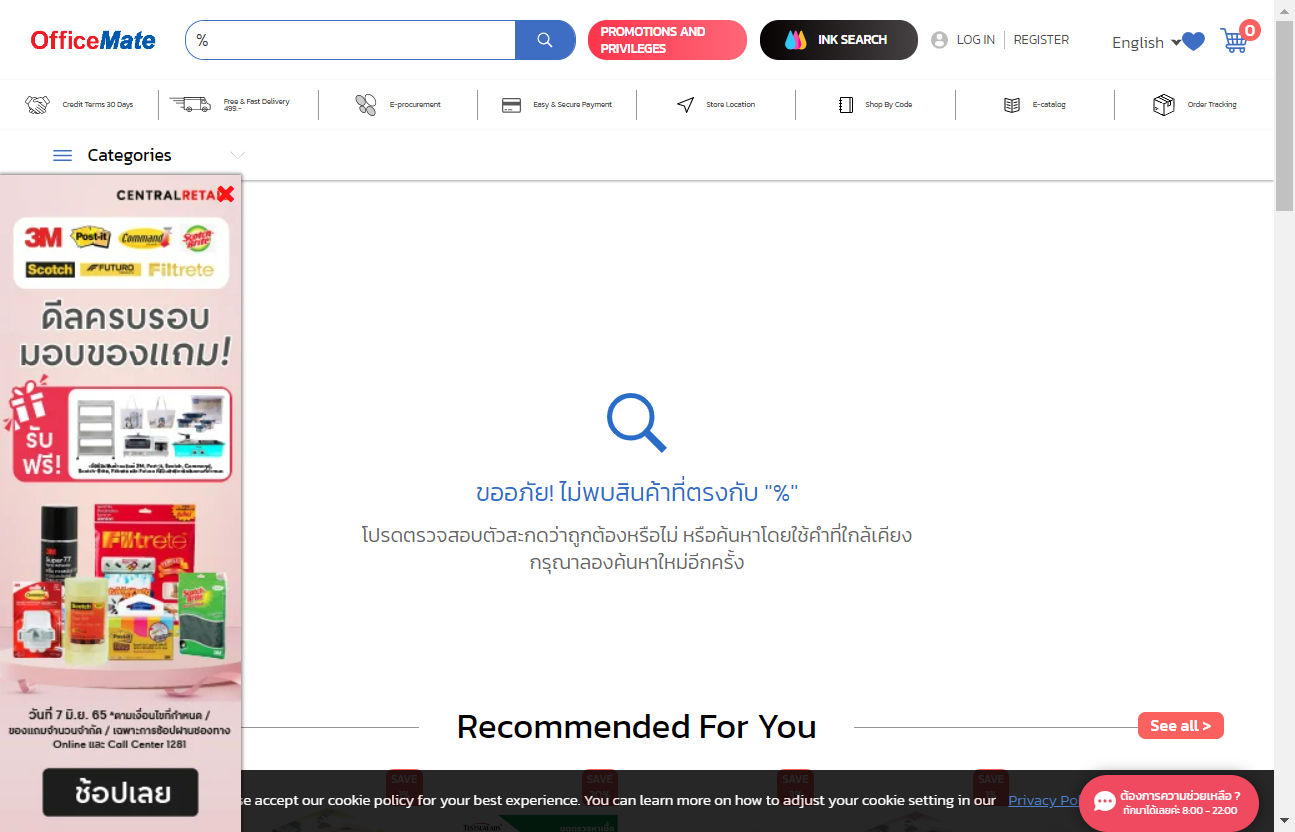 OfficeMate
%
PROMOTIONS AND
PRIVILEGES
INK SEARCH
LOG IN
REGISTER
English
0
Credit Terms 30 Days
Free & Fast Delivery
499.-
E-procurement
Easy & Secure Payment
Store Location
Shop By Code
E-catalog
Order Tracking
Categories
CENTRALRETA
3M Post-it Command Scotch Brite
Scotch FUTURO Filtrete
ดีลครบรอบ
มอบของแถม!
รับ
ฟรี!
Filtrete
Super 77
วันที่ 7 มิ.ย. 65 *ตามเงื่อนไขที่กำหนด /
ของแถมจำนวนจำกัด / เฉพาะการช้อปผ่านช่องทาง
Online และ Call Center 1281
ช้อปเลย
ขออภัย! ไม่พบสินค้าที่ตรงกับ "%"
โปรดตรวจสอบตัวสะกดว่าถูกต้องหรือไม่ หรือค้นหาโดยใช้คำที่ใกล้เคียง
กรุณาลองค้นหาใหม่อีกครั้ง
Recommended For You
See all >
SAVE
SAVE
SAVE
SAVE
se accept our cookie policy for your best experience. You can learn more on how to adjust your cookie setting in our Privacy Po
ต้องการความช่วยเหลือ ?
ทักมาได้เลยค่ะ 8:00 - 22:00